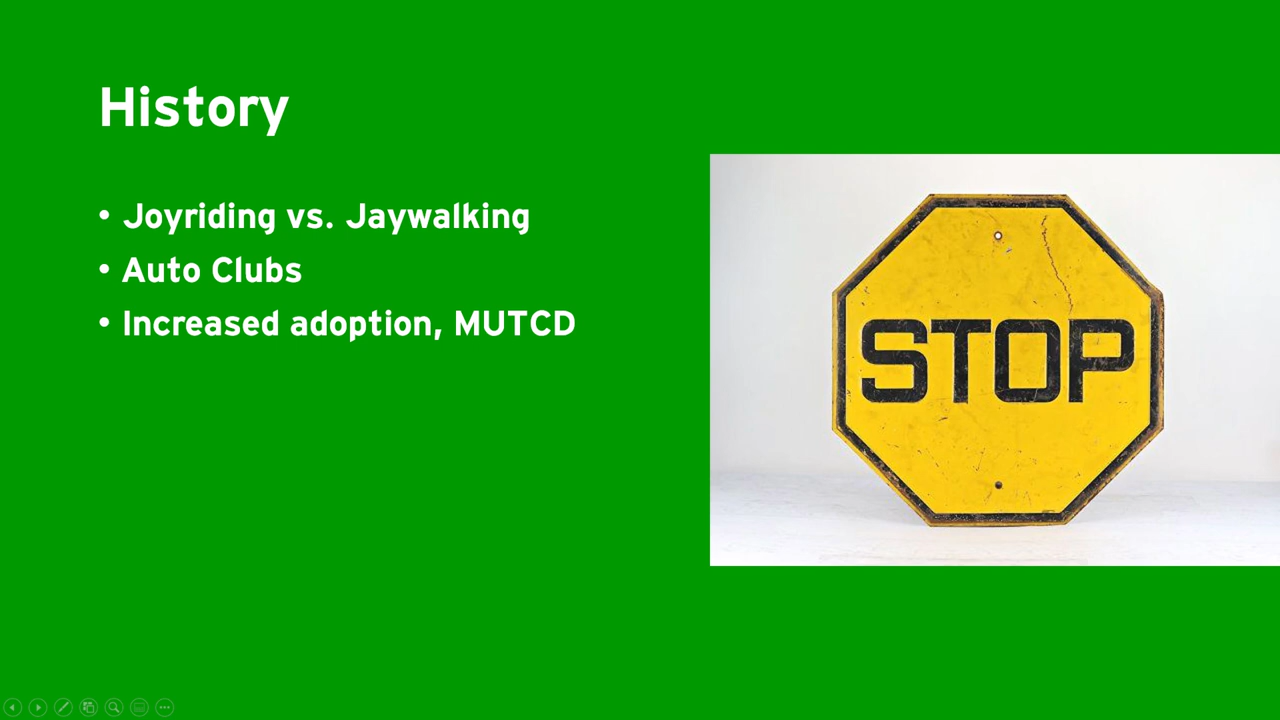 History
• Joyriding vs. Jaywalking
• Auto Clubs
• Increased adoption, MUTCD
STOP